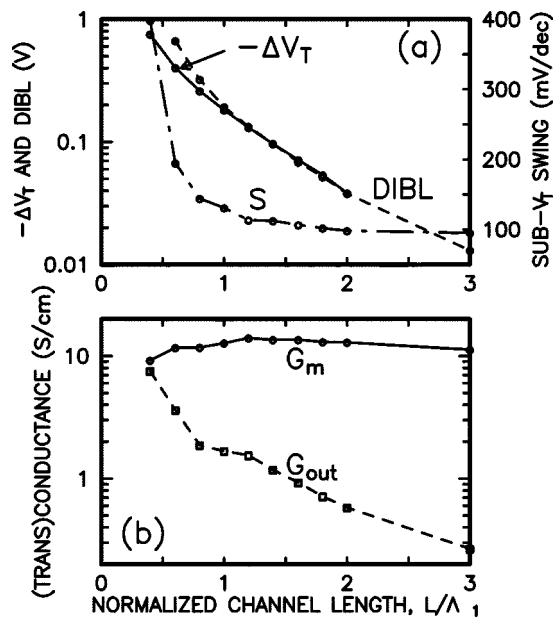 −ΔV_T AND DIBL (V)
1
0.1
0.01
(a)
−ΔV_T
DIBL
S
400
300
200
100
SUB−V_T SWING (mV/dec)
0
1
2
3
(TRANS)CONDUCTANCE (S/cm)
10
1
G_m
G_out
(b)
0
1
2
3
NORMALIZED CHANNEL LENGTH, L/Λ_1